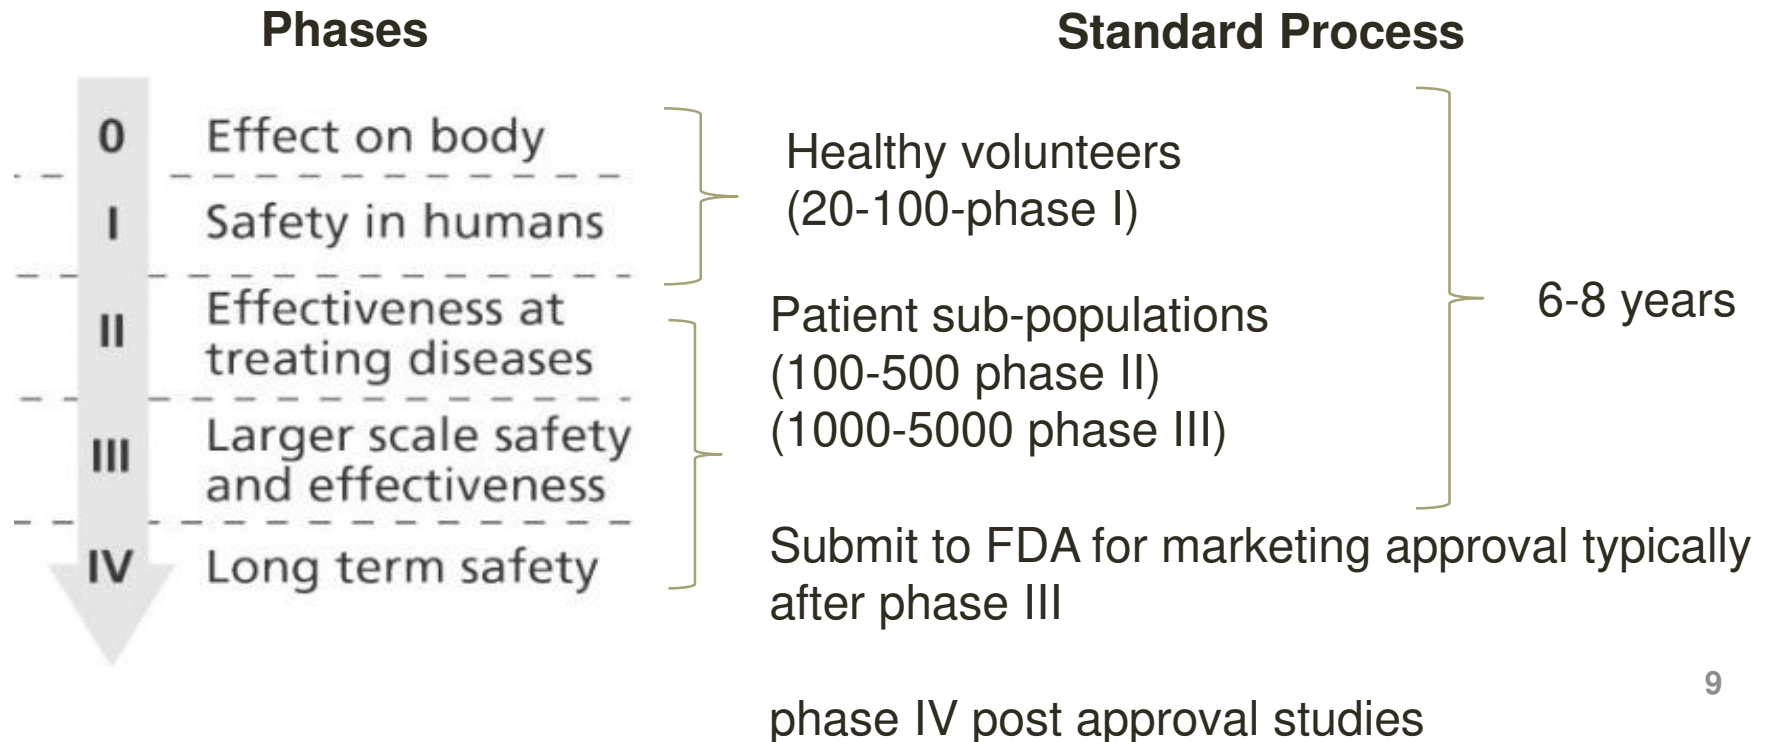 Phases
Standard Process
0 Effect on body
I Safety in humans
II Effectiveness at
treating diseases
III Larger scale safety
and effectiveness
IV Long term safety
Healthy volunteers
(20-100-phase I)
Patient sub-populations
(100-500 phase II)
(1000-5000 phase III)
6-8 years
Submit to FDA for marketing approval typically
after phase III
phase IV post approval studies
9